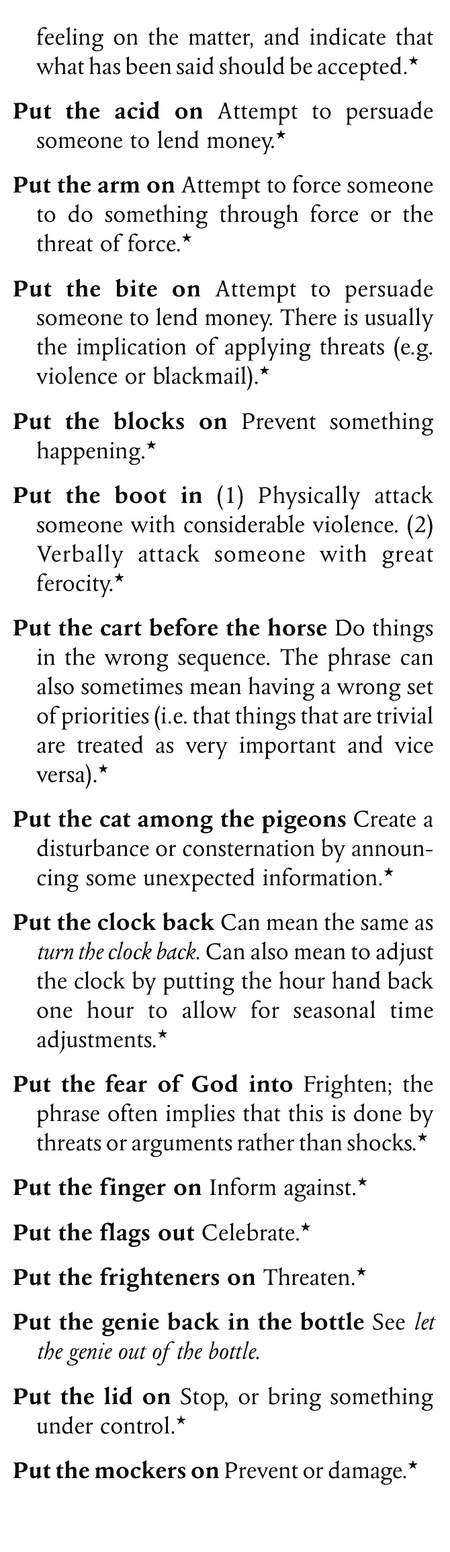 feeling on the matter, and indicate that
what has been said should be accepted.★
Put the acid on Attempt to persuade
someone to lend money.★
Put the arm on Attempt to force someone
to do something through force or the
threat of force.★
Put the bite on Attempt to persuade
someone to lend money. There is usually
the implication of applying threats (e.g.
violence or blackmail).★
Put the blocks on Prevent something
happening.★
Put the boot in (1) Physically attack
someone with considerable violence. (2)
Verbally attack someone with great
ferocity.★
Put the cart before the horse Do things
in the wrong sequence. The phrase can
also sometimes mean having a wrong set
of priorities (i.e. that things that are trivial
are treated as very important and vice
versa).★
Put the cat among the pigeons Create a
disturbance or consternation by announ-
cing some unexpected information.★
Put the clock back Can mean the same as
turn the clock back. Can also mean to adjust
the clock by putting the hour hand back
one hour to allow for seasonal time
adjustments.★
Put the fear of God into Frighten; the
phrase often implies that this is done by
threats or arguments rather than shocks.★
Put the finger on Inform against.★
Put the flags out Celebrate.★
Put the frighteners on Threaten.★
Put the genie back in the bottle See let
the genie out of the bottle.
Put the lid on Stop, or bring something
under control.★
Put the mockers on Prevent or damage.★